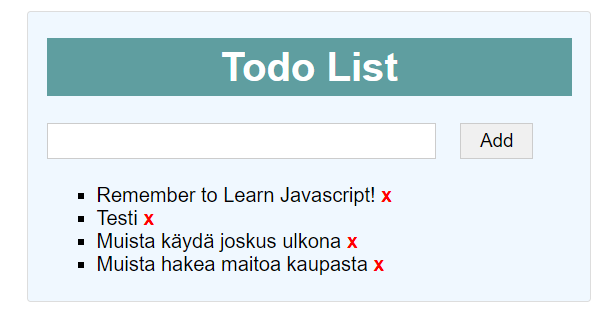 Todo List
Add
Remember to Learn Javascript! x
Testi x
Muista käydä joskus ulkona x
Muista hakea maitoa kaupasta x